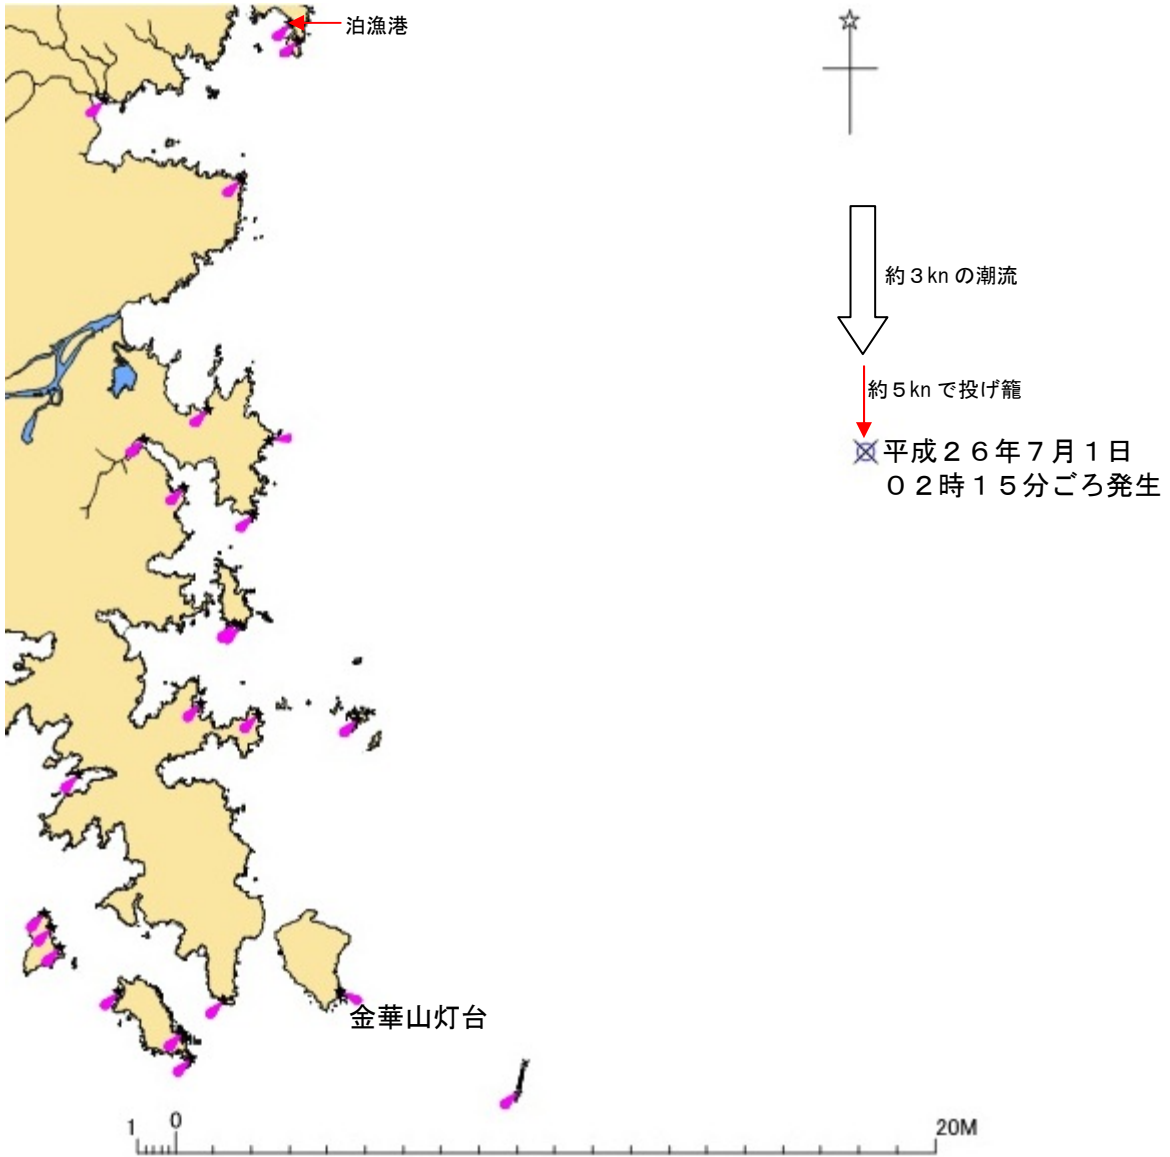 泊漁港
約３kn の潮流
約５kn で投げ籠
平成２６年７月１日
０２時１５分ごろ発生
金華山灯台
1 0 20M